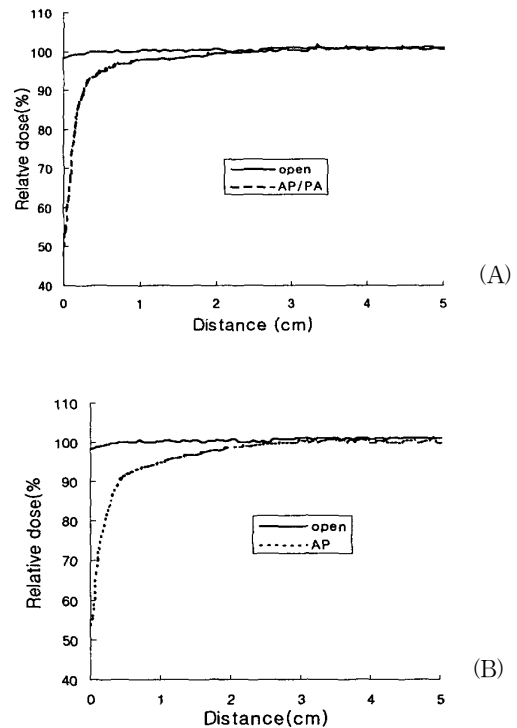 110
100
90
80
70
60
50
40
Relatve dose(%)
open
AP/PA
0 1 2 3 4 5
Distance (cm)
(A)
110
100
90
80
70
60
50
40
Relative dose(%
open
AP
0 1 2 3 4 5
Distance(cm)
(B)